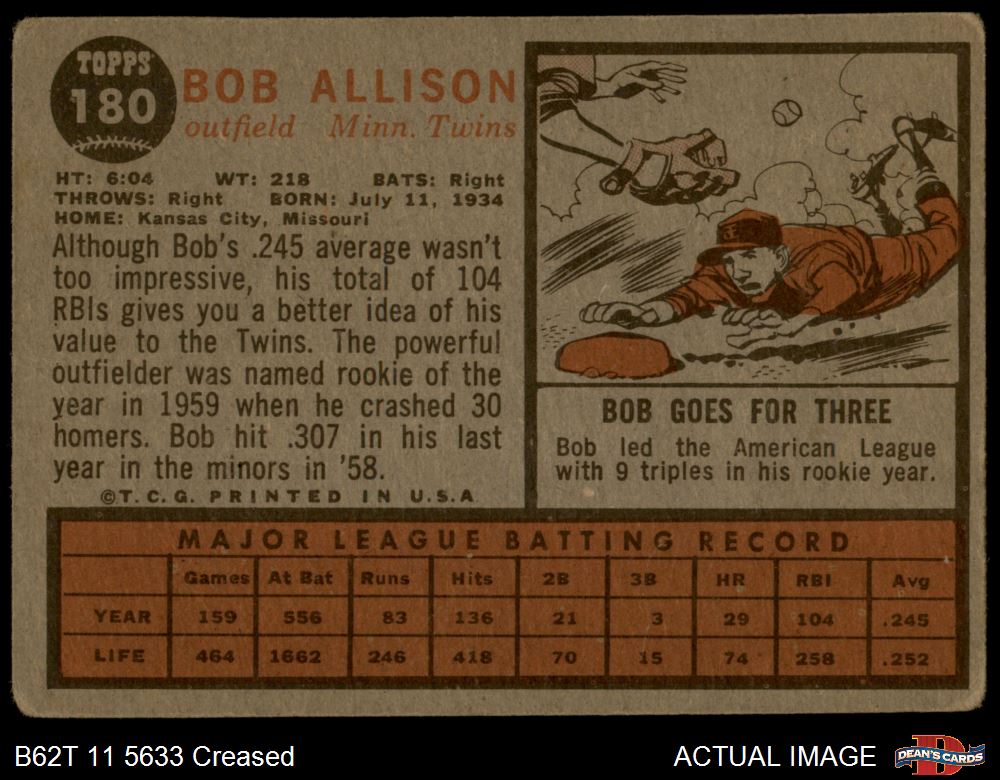 TOPPS
180
BOB ALLISON
outfield Minn. Twins
HT: 6:04 WT: 218 BATS: Right
THROWS: Right BORN: July 11, 1934
HOME: Kansas City, Missouri
Although Bob's .245 average wasn't
too impressive, his total of 104
RBIs gives you a better idea of his
value to the Twins. The powerful
outfielder was named rookie of the
year in 1959 when he crashed 30
homers. Bob hit .307 in his last
year in the minors in '58.
©T.C.G. PRINTED IN U.S.A
BOB GOES FOR THREE
Bob led the American League
with 9 triples in his rookie year.
MAJOR LEAGUE BATTING RECORD
Games At Bat Runs Hits 2B 3B HR RBI Avg
YEAR 159 556 83 136 21 3 29 104 .245
LIFE 464 1662 246 418 70 15 74 258 .252
B62T 11 5633 Creased
ACTUAL IMAGE
DEAN'S CARDS